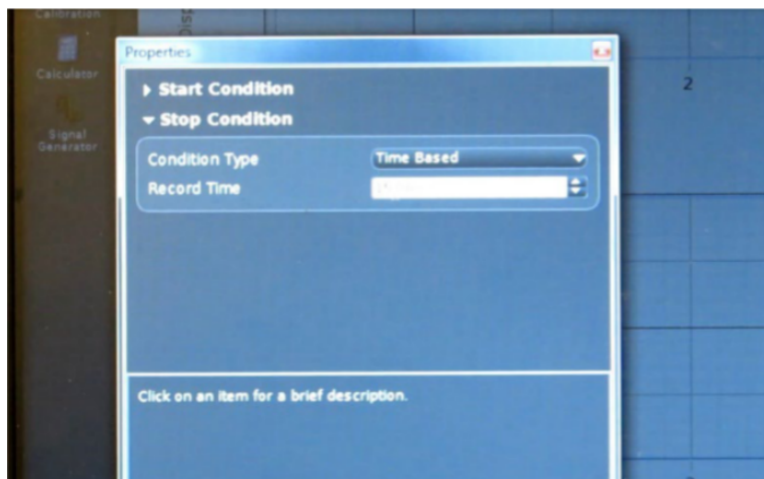 Calibration
Calculator
Signal
Generator
Disp
Properties
Start Condition
Stop Condition
Condition Type
Time Based
Record Time
Click on an item for a brief description.
2